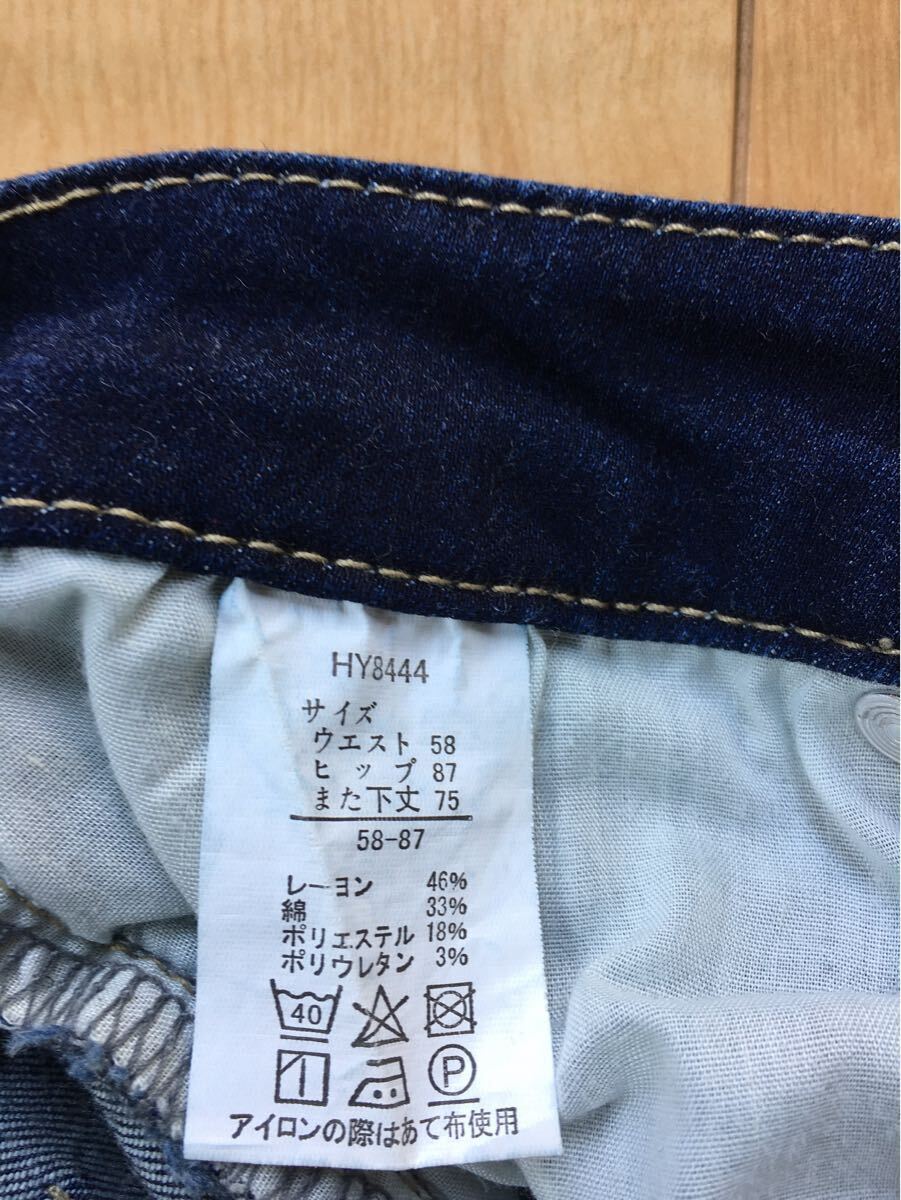 HY8444
サイズ
ウエスト 58
ヒップ 87
また下丈 75
58-87
レーヨン 46%
綿 33%
ポリエステル 18%
ポリウレタン 3%
40
P
アイロンの際はあて布使用